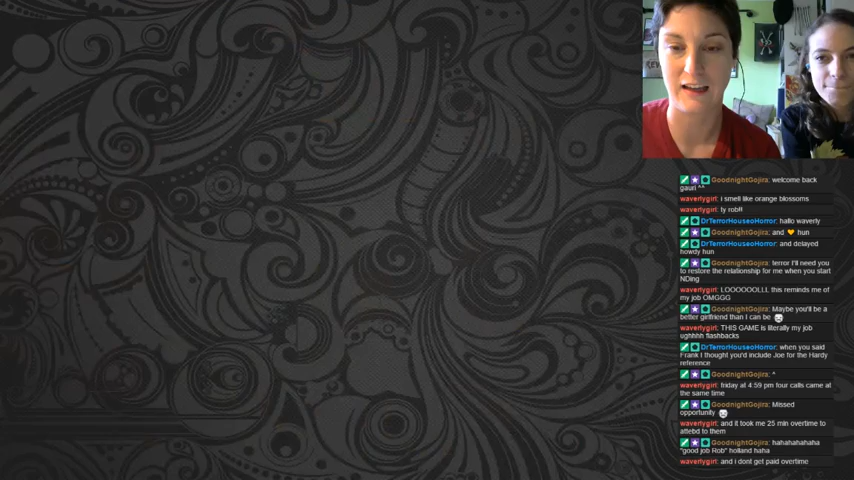 GoodnightGojira: welcome back
gauri ^^
waverlygirl: i smell like orange blossoms
waverlygirl: ty rob!!
DrTerrorHouseoHorror: hallo waverly
GoodnightGojira: and 🧡 hun
DrTerrorHouseoHorror: and delayed
howdy hun
GoodnightGojira: terror I'll need you
to restore the relationship for me when you start
NDing
waverlygirl: LOOOOOOLLL this reminds me of
my job OMGGG
GoodnightGojira: Maybe you'll be a
better girlfriend than I can be
waverlygirl: THIS GAME is literally my job
ughhhh flashbacks
DrTerrorHouseoHorror: when you said
Frank I thought you'd include Joe for the Hardy
reference
GoodnightGojira: ^
waverlygirl: friday at 4:59 pm four calls came at
the same time
GoodnightGojira: Missed
opportunity
waverlygirl: and it took me 25 min overtime to
attebd to them
GoodnightGojira: hahahahahaha
"good job Rob" holland haha
waverlygirl: and i dont get paid overtime